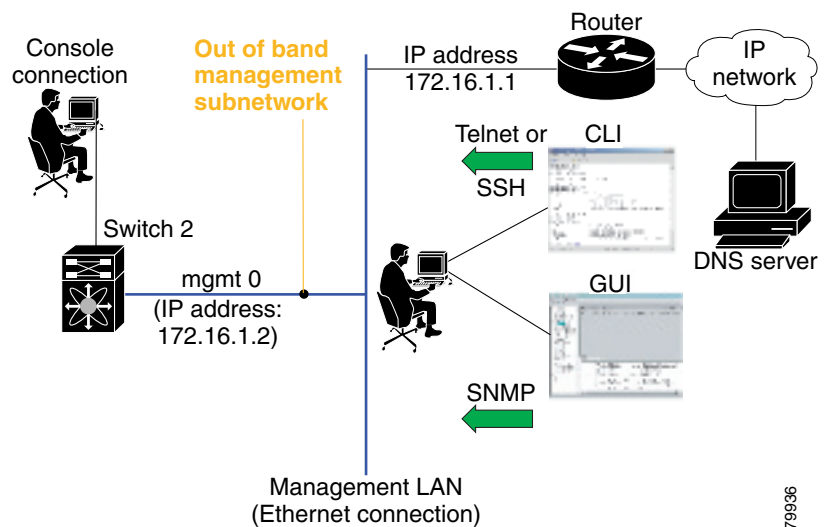 Console
connection
Out of band
management
subnetwork
Router
IP address
172.16.1.1
IP
network
Telnet or
SSH
CLI
Switch 2
DNS server
mgmt 0
(IP address:
172.16.1.2)
GUI
SNMP
Management LAN
(Ethernet connection)
79936